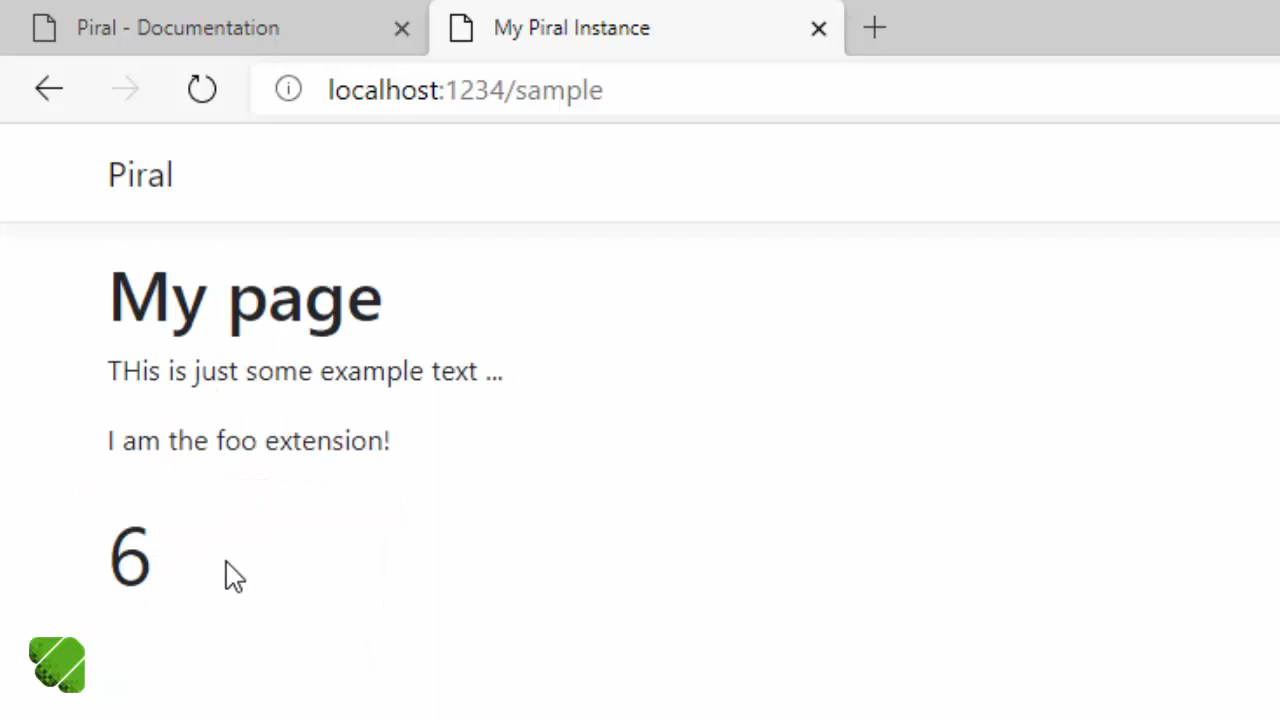 Piral - Documentation
My Piral Instance
localhost:1234/sample
Piral
My page
THis is just some example text ...
I am the foo extension!
6